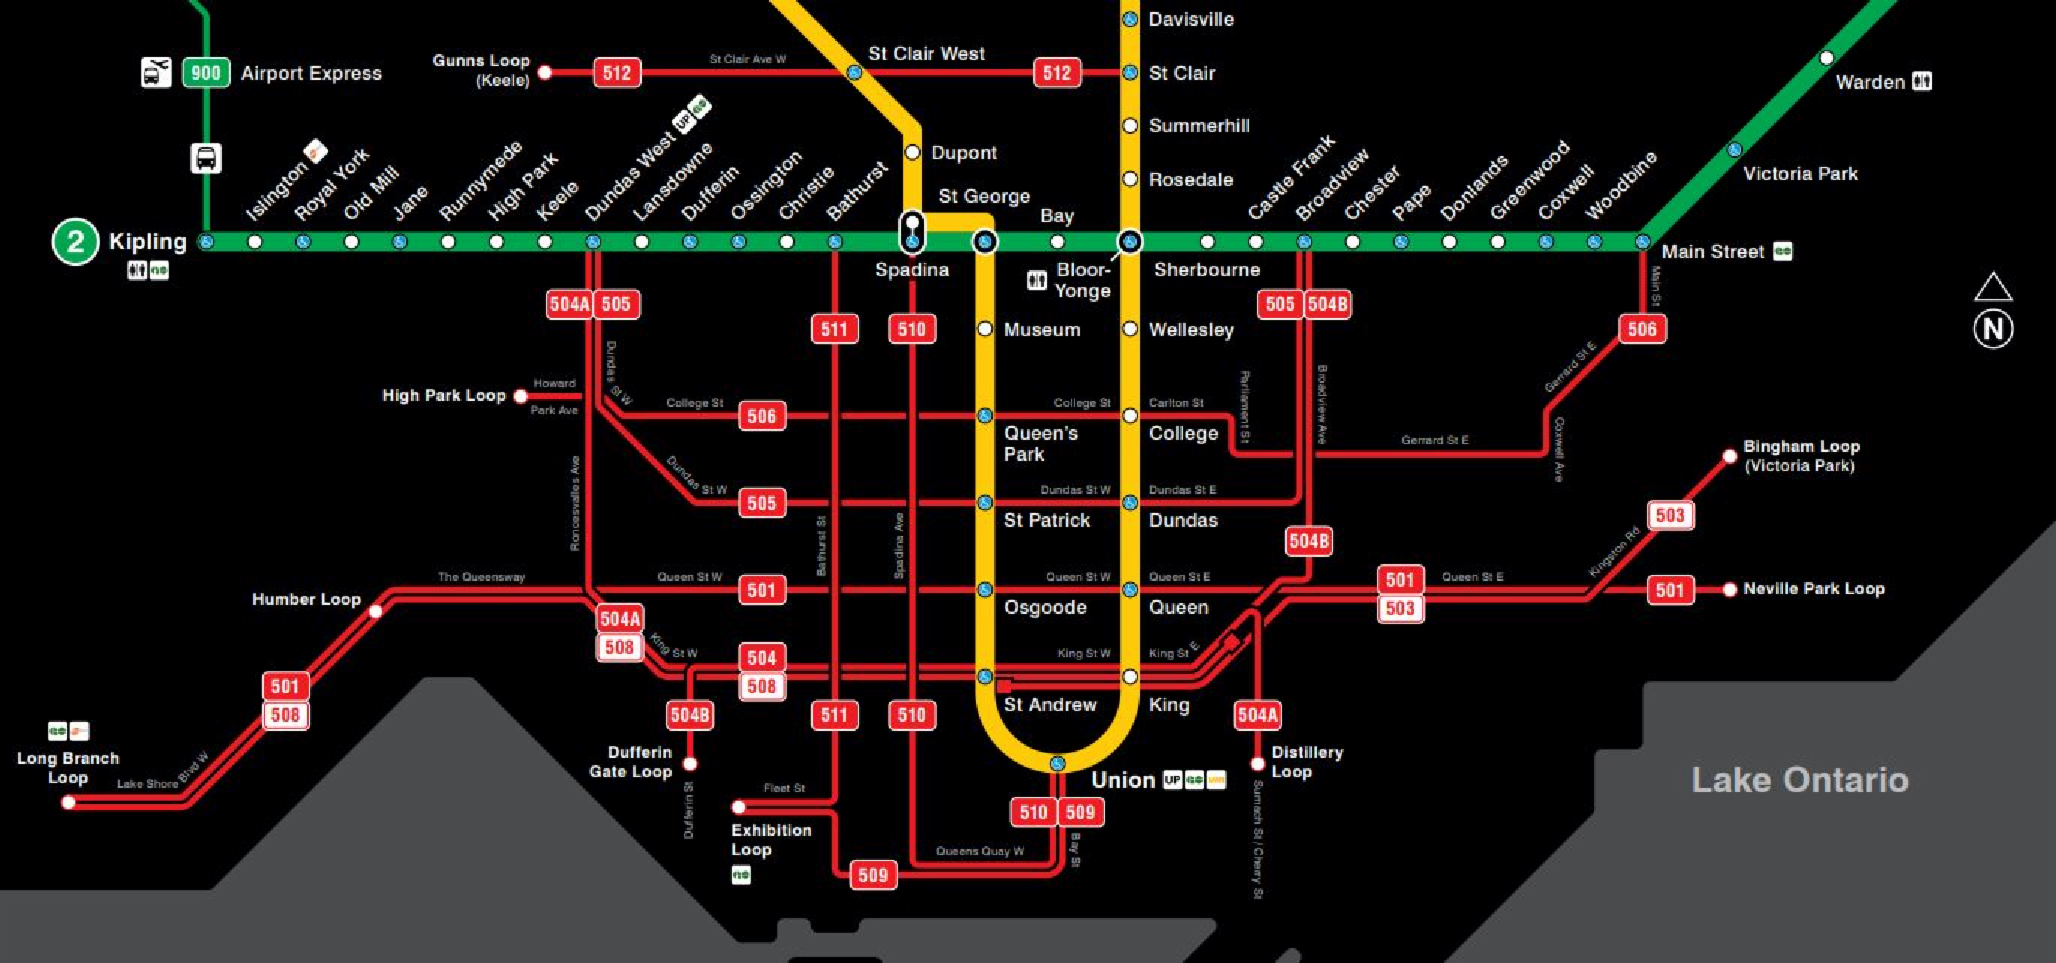 Davisville
St Clair West
Gunns Loop
(Keele)
512
St Clair Ave W
512
St Clair
900
Airport Express
Warden
Summerhill
Dupont
Rosedale
Victoria Park
St George
Bay
2
Kipling
Islington
Royal York
Old Mill
Jane
Runnymede
High Park
Keele
Dundas West
UP
GO
Lansdowne
Dufferin
Ossington
Christie
Bathurst
Castle Frank
Broadview
Chester
Pape
Donlands
Greenwood
Coxwell
Woodbine
Main Street
GO
GO
Spadina
Bloor-
Yonge
Sherbourne
Main St
N
504A
505
511
510
Museum
Wellesley
505
504B
506
Dundas St W
High Park Loop
Howard
Park Ave
College St
506
College St
Carlton St
Queen's
Park
College
Parliament St
Broadview Ave
Gerrard St E
Gerrard St E
Coxwell Ave
Bingham Loop
(Victoria Park)
Roncesvalles Ave
Dundas St W
505
Dundas St W
Dundas St E
St Patrick
Dundas
503
Kingston Rd
Bathurst St
Spadina Ave
504B
Humber Loop
The Queensway
Queen St W
501
Queen St W
Queen St E
Osgoode
Queen
501
503
Queen St E
501
Neville Park Loop
504A
508
King St W
504
508
King St W
King St E
St Andrew
King
501
508
504B
511
510
504A
GO
Long Branch
Loop
Lake Shore Blvd W
Dufferin
Gate Loop
Dufferin St
Distillery
Loop
Sumach St / Cherry St
Union
UP
GO
Fleet St
Exhibition
Loop
GO
510
509
Bay St
Queens Quay W
509
Lake Ontario